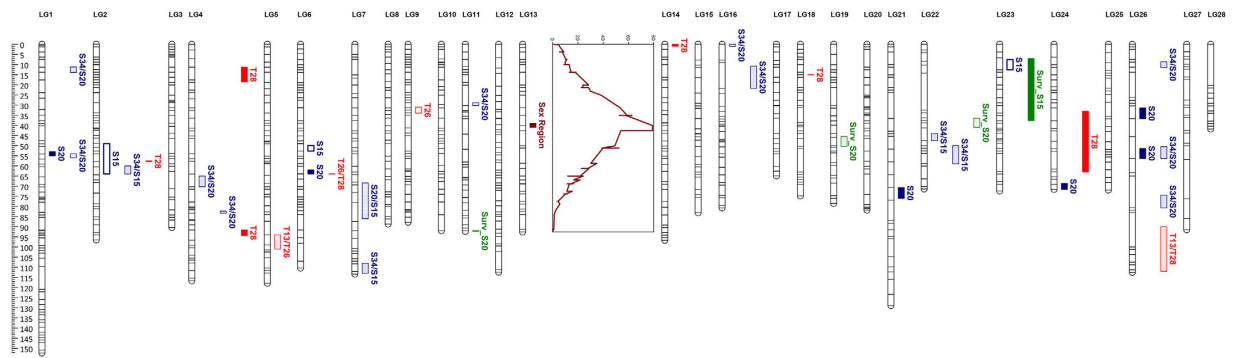 LG1 LG2 LG3 LG4 LG5 LG6 LG7 LG8 LG9 LG10 LG11 LG12 LG13 LG14 LG15 LG16 LG17 LG18 LG19 LG20 LG21 LG22 LG23 LG24 LG25 LG26 LG27 LG28
0
5
10
15
20
25
30
35
40
45
50
55
60
65
70
75
80
85
90
95
100
105
110
115
120
125
130
135
140
145
150
S20
S34/S20
S34/S20
S15
S34/S15
T28
S34/S20
S34/S20
T28
T28
T13/T26
S15
S20
T26/T28
S20/S15
S34/S15
T26
S34/S20
Surv_S20
Sex Region
0
20
40
60
80
T28
S34/S20
S34/S20
T28
Surv_S20
S20
S34/S20
S34/S15
Surv_S20
S15
Surv_S15
S20
T28
S20
S20
S34/S20
S34/S20
S34/S20
T13/T28